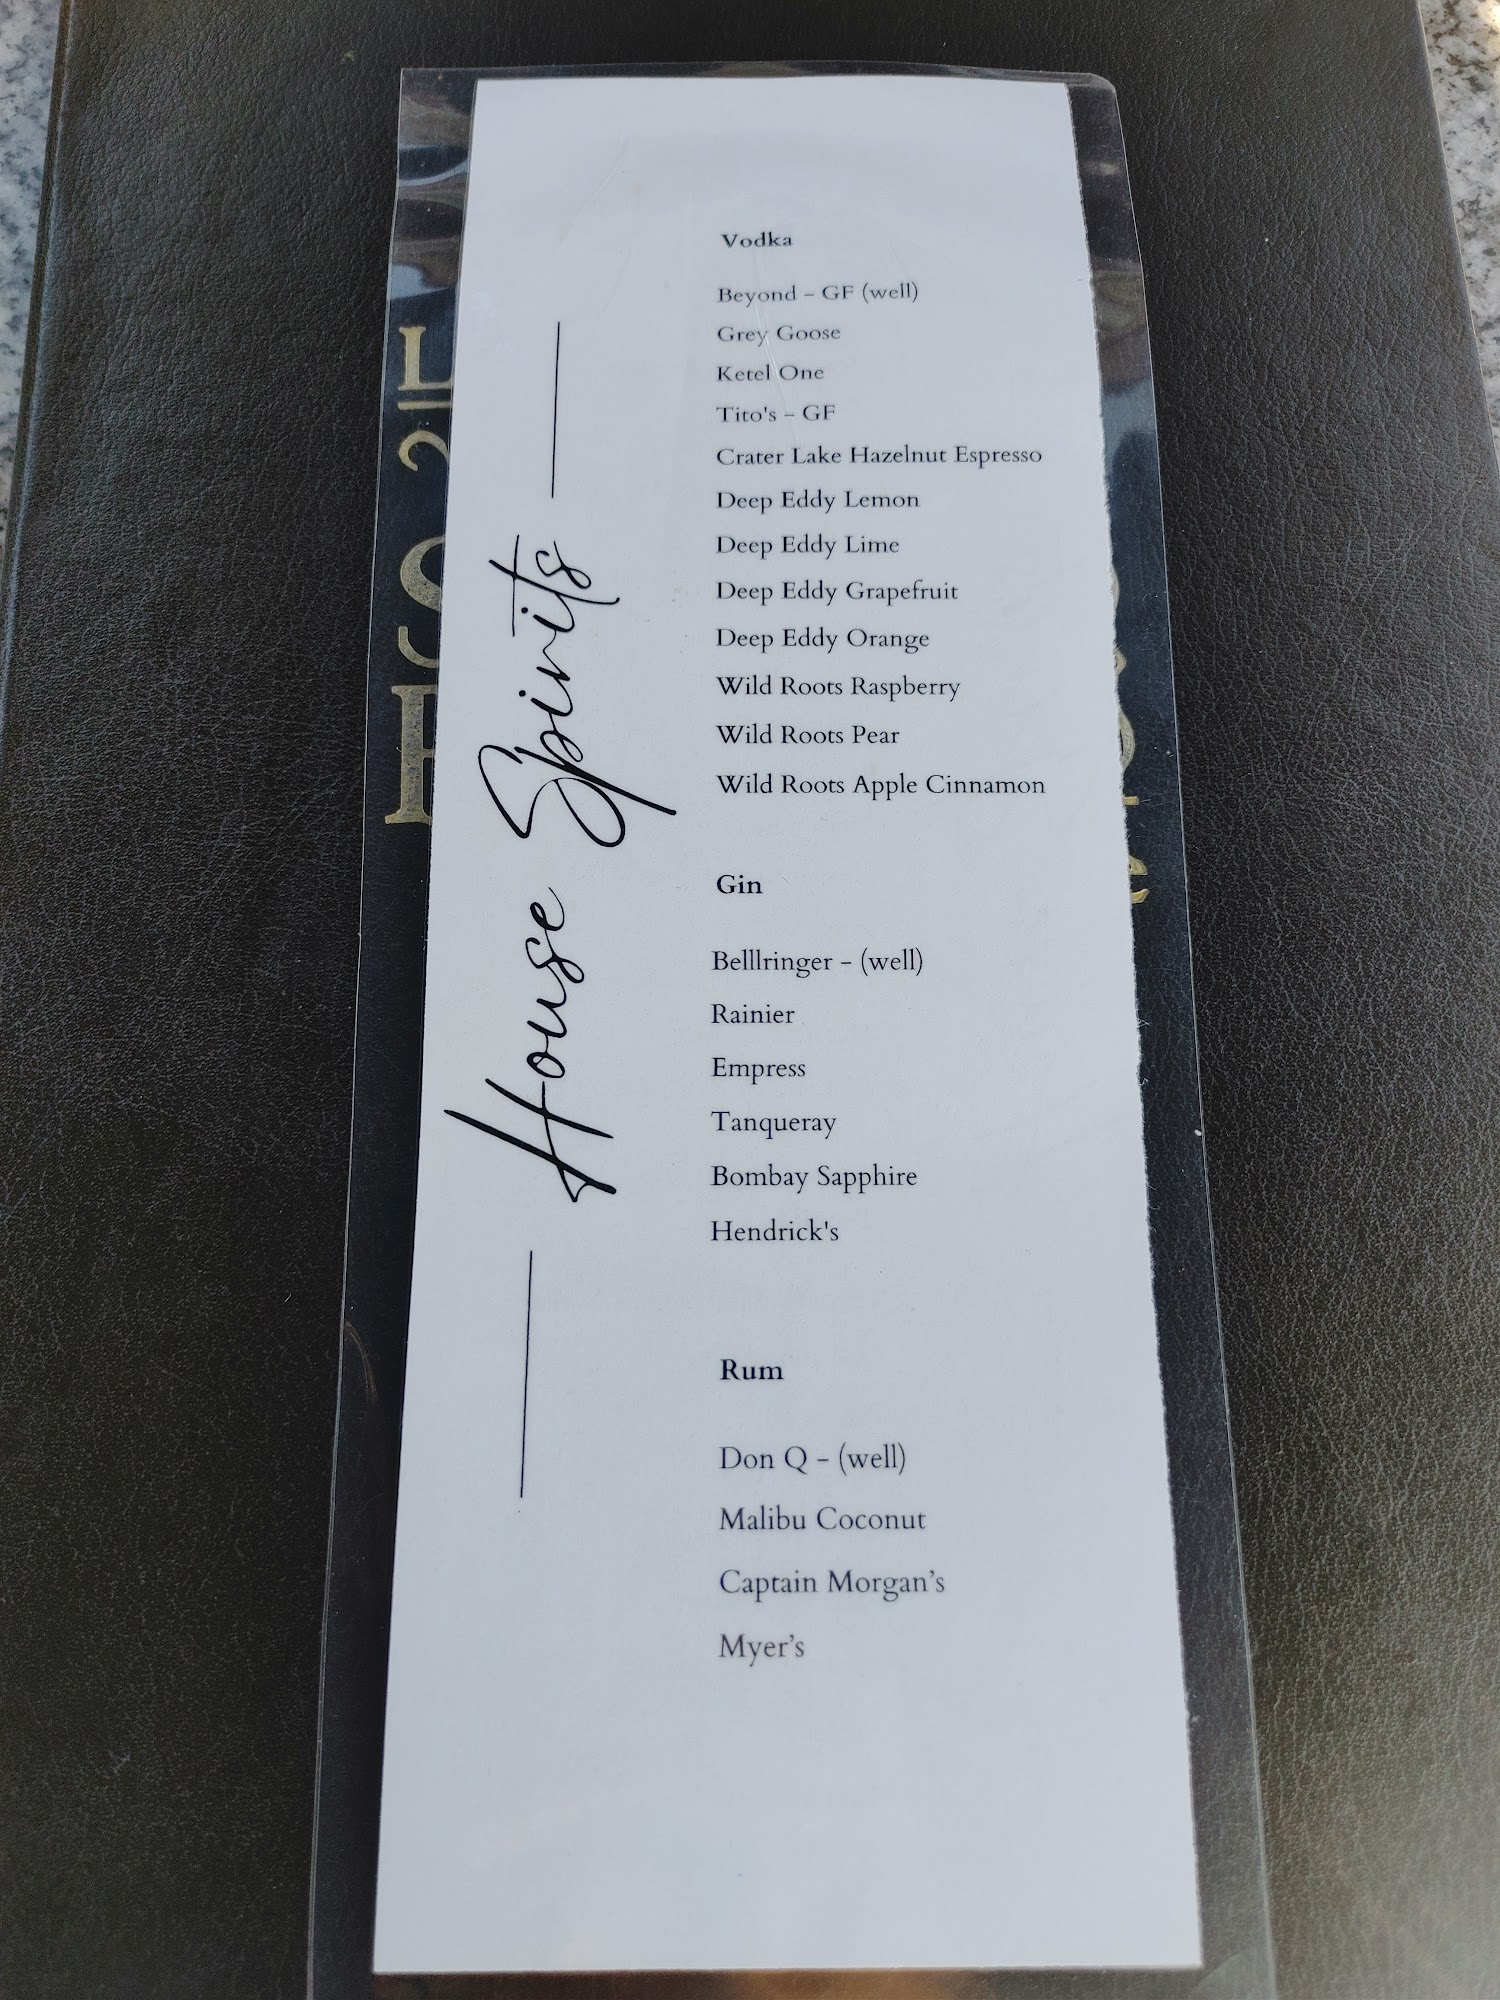 House Spirits
Vodka
Beyond - GF (well)
Grey Goose
Ketel One
Tito's - GF
Crater Lake Hazelnut Espresso
Deep Eddy Lemon
Deep Eddy Lime
Deep Eddy Grapefruit
Deep Eddy Orange
Wild Roots Raspberry
Wild Roots Pear
Wild Roots Apple Cinnamon
Gin
Belllringer - (well)
Rainier
Empress
Tanqueray
Bombay Sapphire
Hendrick's
Rum
Don Q - (well)
Malibu Coconut
Captain Morgan’s
Myer’s